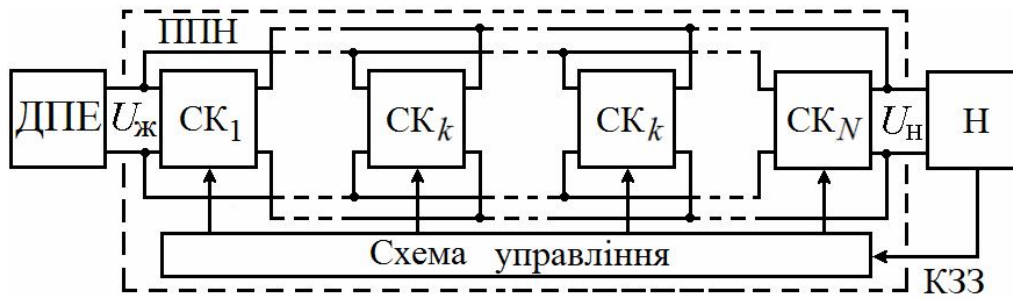 ППН
ДПЕ
Uж
СК1
СКk
СКk
СКN
Uн
Н
Схема управління
КЗЗ